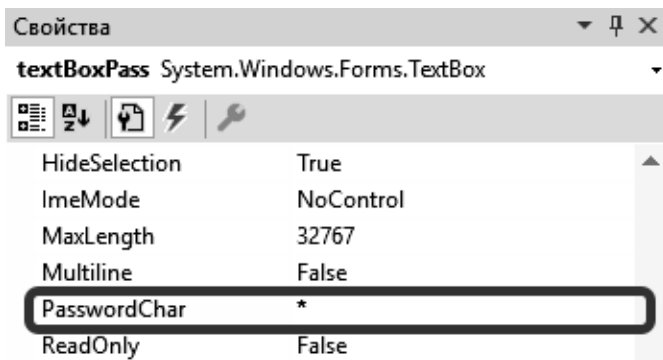 Свойства
textBoxPass System.Windows.Forms.TextBox
HideSelection True
ImeMode NoControl
MaxLength 32767
Multiline False
PasswordChar *
ReadOnly False